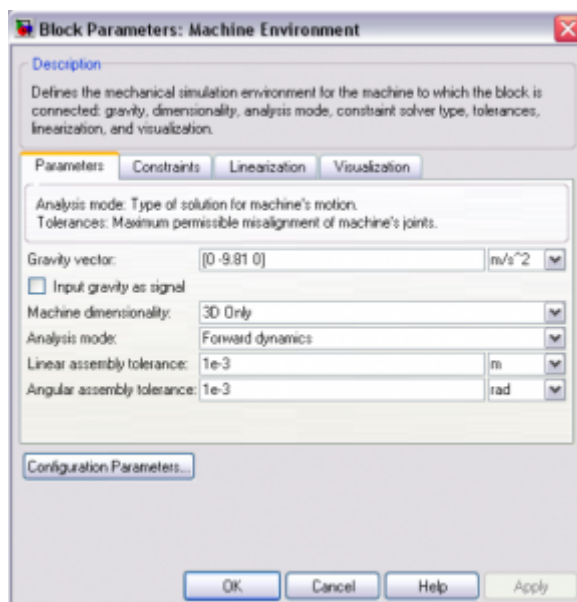 Block Parameters: Machine Environment
Description
Defines the mechanical simulation environment for the machine to which the block is
connected: gravity, dimensionality, analysis mode, constraint solver type, tolerances,
linearization, and visualization.
Parameters Constraints Linearization Visualization
Analysis mode: Type of solution for machine's motion.
Tolerances: Maximum permissible misalignment of machine's joints.
Gravity vector: [0 -9.81 0] m/s^2
Input gravity as signal
Machine dimensionality: 3D Only
Analysis mode: Forward dynamics
Linear assembly tolerance: 1e-3 m
Angular assembly tolerance: 1e-3 rad
Configuration Parameters...
OK Cancel Help Apply